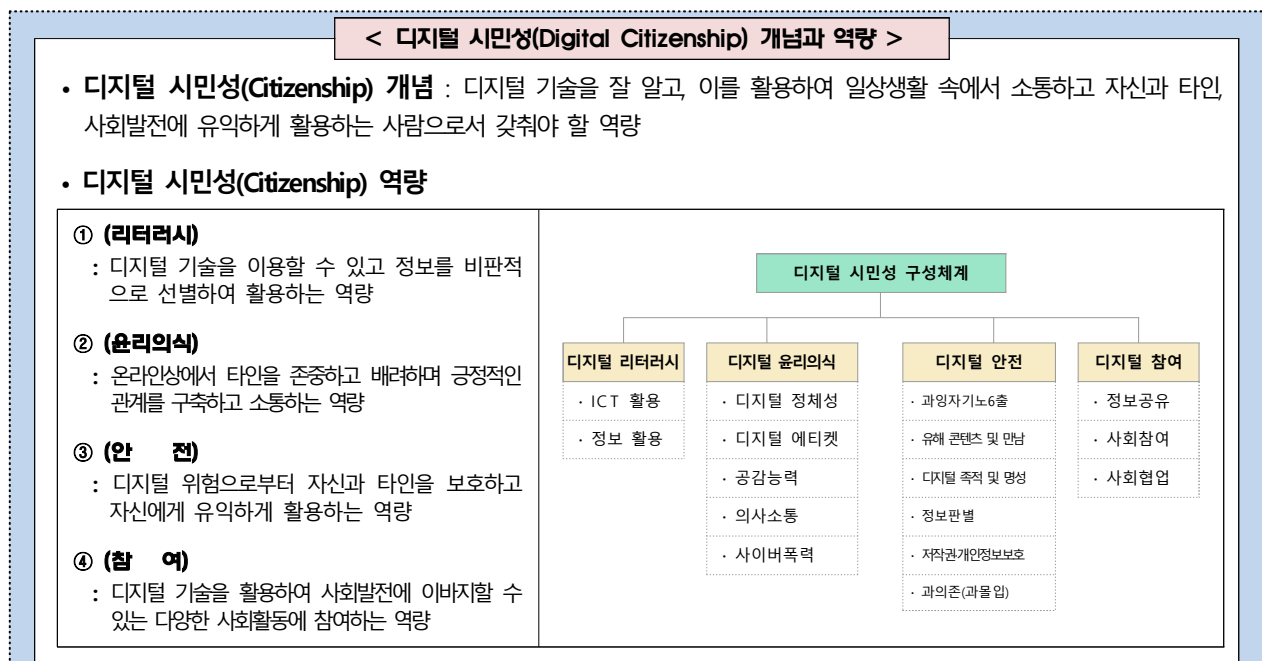 < 디지털 시민성(Digital Citizenship) 개념과 역량 >
• 디지털 시민성(Citizenship) 개념 : 디지털 기술을 잘 알고, 이를 활용하여 일상생활 속에서 소통하고 자신과 타인,
사회발전에 유익하게 활용하는 사람으로서 갖춰야 할 역량
• 디지털 시민성(Citizenship) 역량
① (리터러시)
: 디지털 기술을 이용할 수 있고 정보를 비판적
으로 선별하여 활용하는 역량
② (윤리의식)
: 온라인상에서 타인을 존중하고 배려하며 긍정적인
관계를 구축하고 소통하는 역량
③ (안 전)
: 디지털 위험으로부터 자신과 타인을 보호하고
자신에게 유익하게 활용하는 역량
④ (참 여)
: 디지털 기술을 활용하여 사회발전에 이바지할 수
있는 다양한 사회활동에 참여하는 역량
디지털 시민성 구성체계
디지털 리터러시
· ICT 활용
· 정보 활용
디지털 윤리의식
· 디지털 정체성
· 디지털 에티켓
· 공감능력
· 의사소통
· 사이버폭력
디지털 안전
· 과잉자기노6출
· 유해 콘텐츠 및 만남
· 디지털 족적 및 명성
· 정보판별
· 저작권·개인정보보호
· 과의존(과몰입)
디지털 참여
· 정보공유
· 사회참여
· 사회협업